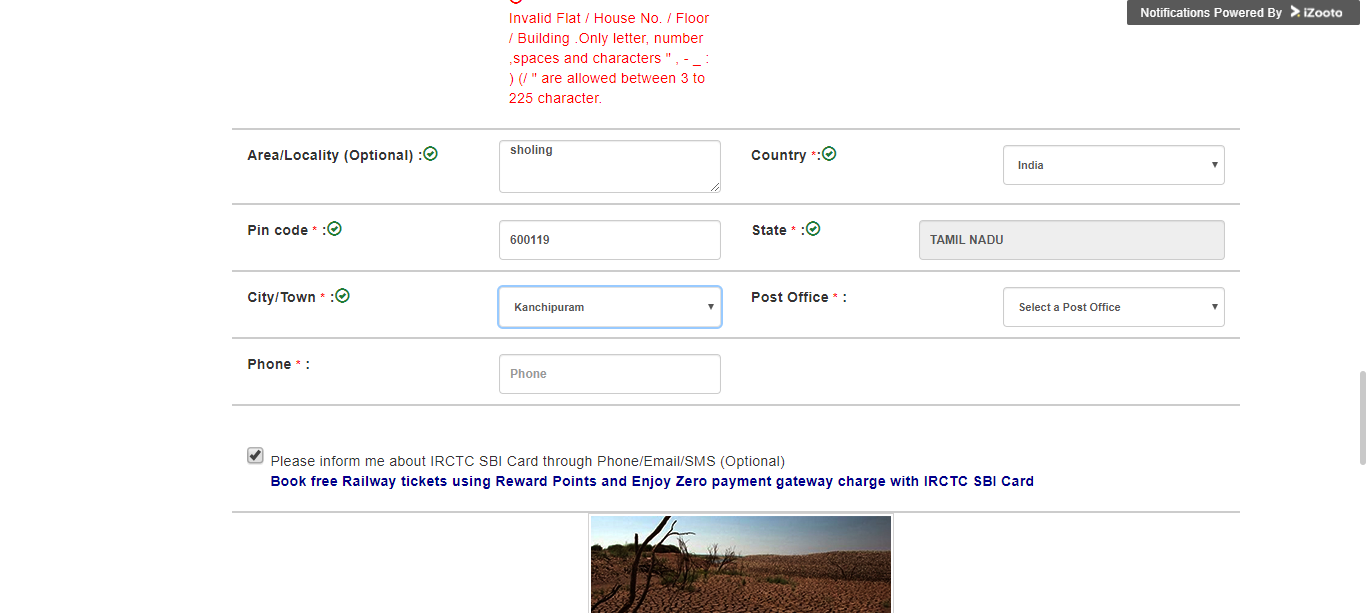 Notifications Powered By iZooto
Invalid Flat / House No. / Floor
/ Building .Only letter, number
,spaces and characters " , - _ :
) (/ " are allowed between 3 to
225 character.
Area/Locality (Optional) :
sholing
Country *:
India
Pin code * :
600119
State * :
TAMIL NADU
City/Town * :
Kanchipuram
Post Office * :
Select a Post Office
Phone * :
Phone
Please inform me about IRCTC SBI Card through Phone/Email/SMS (Optional)
Book free Railway tickets using Reward Points and Enjoy Zero payment gateway charge with IRCTC SBI Card